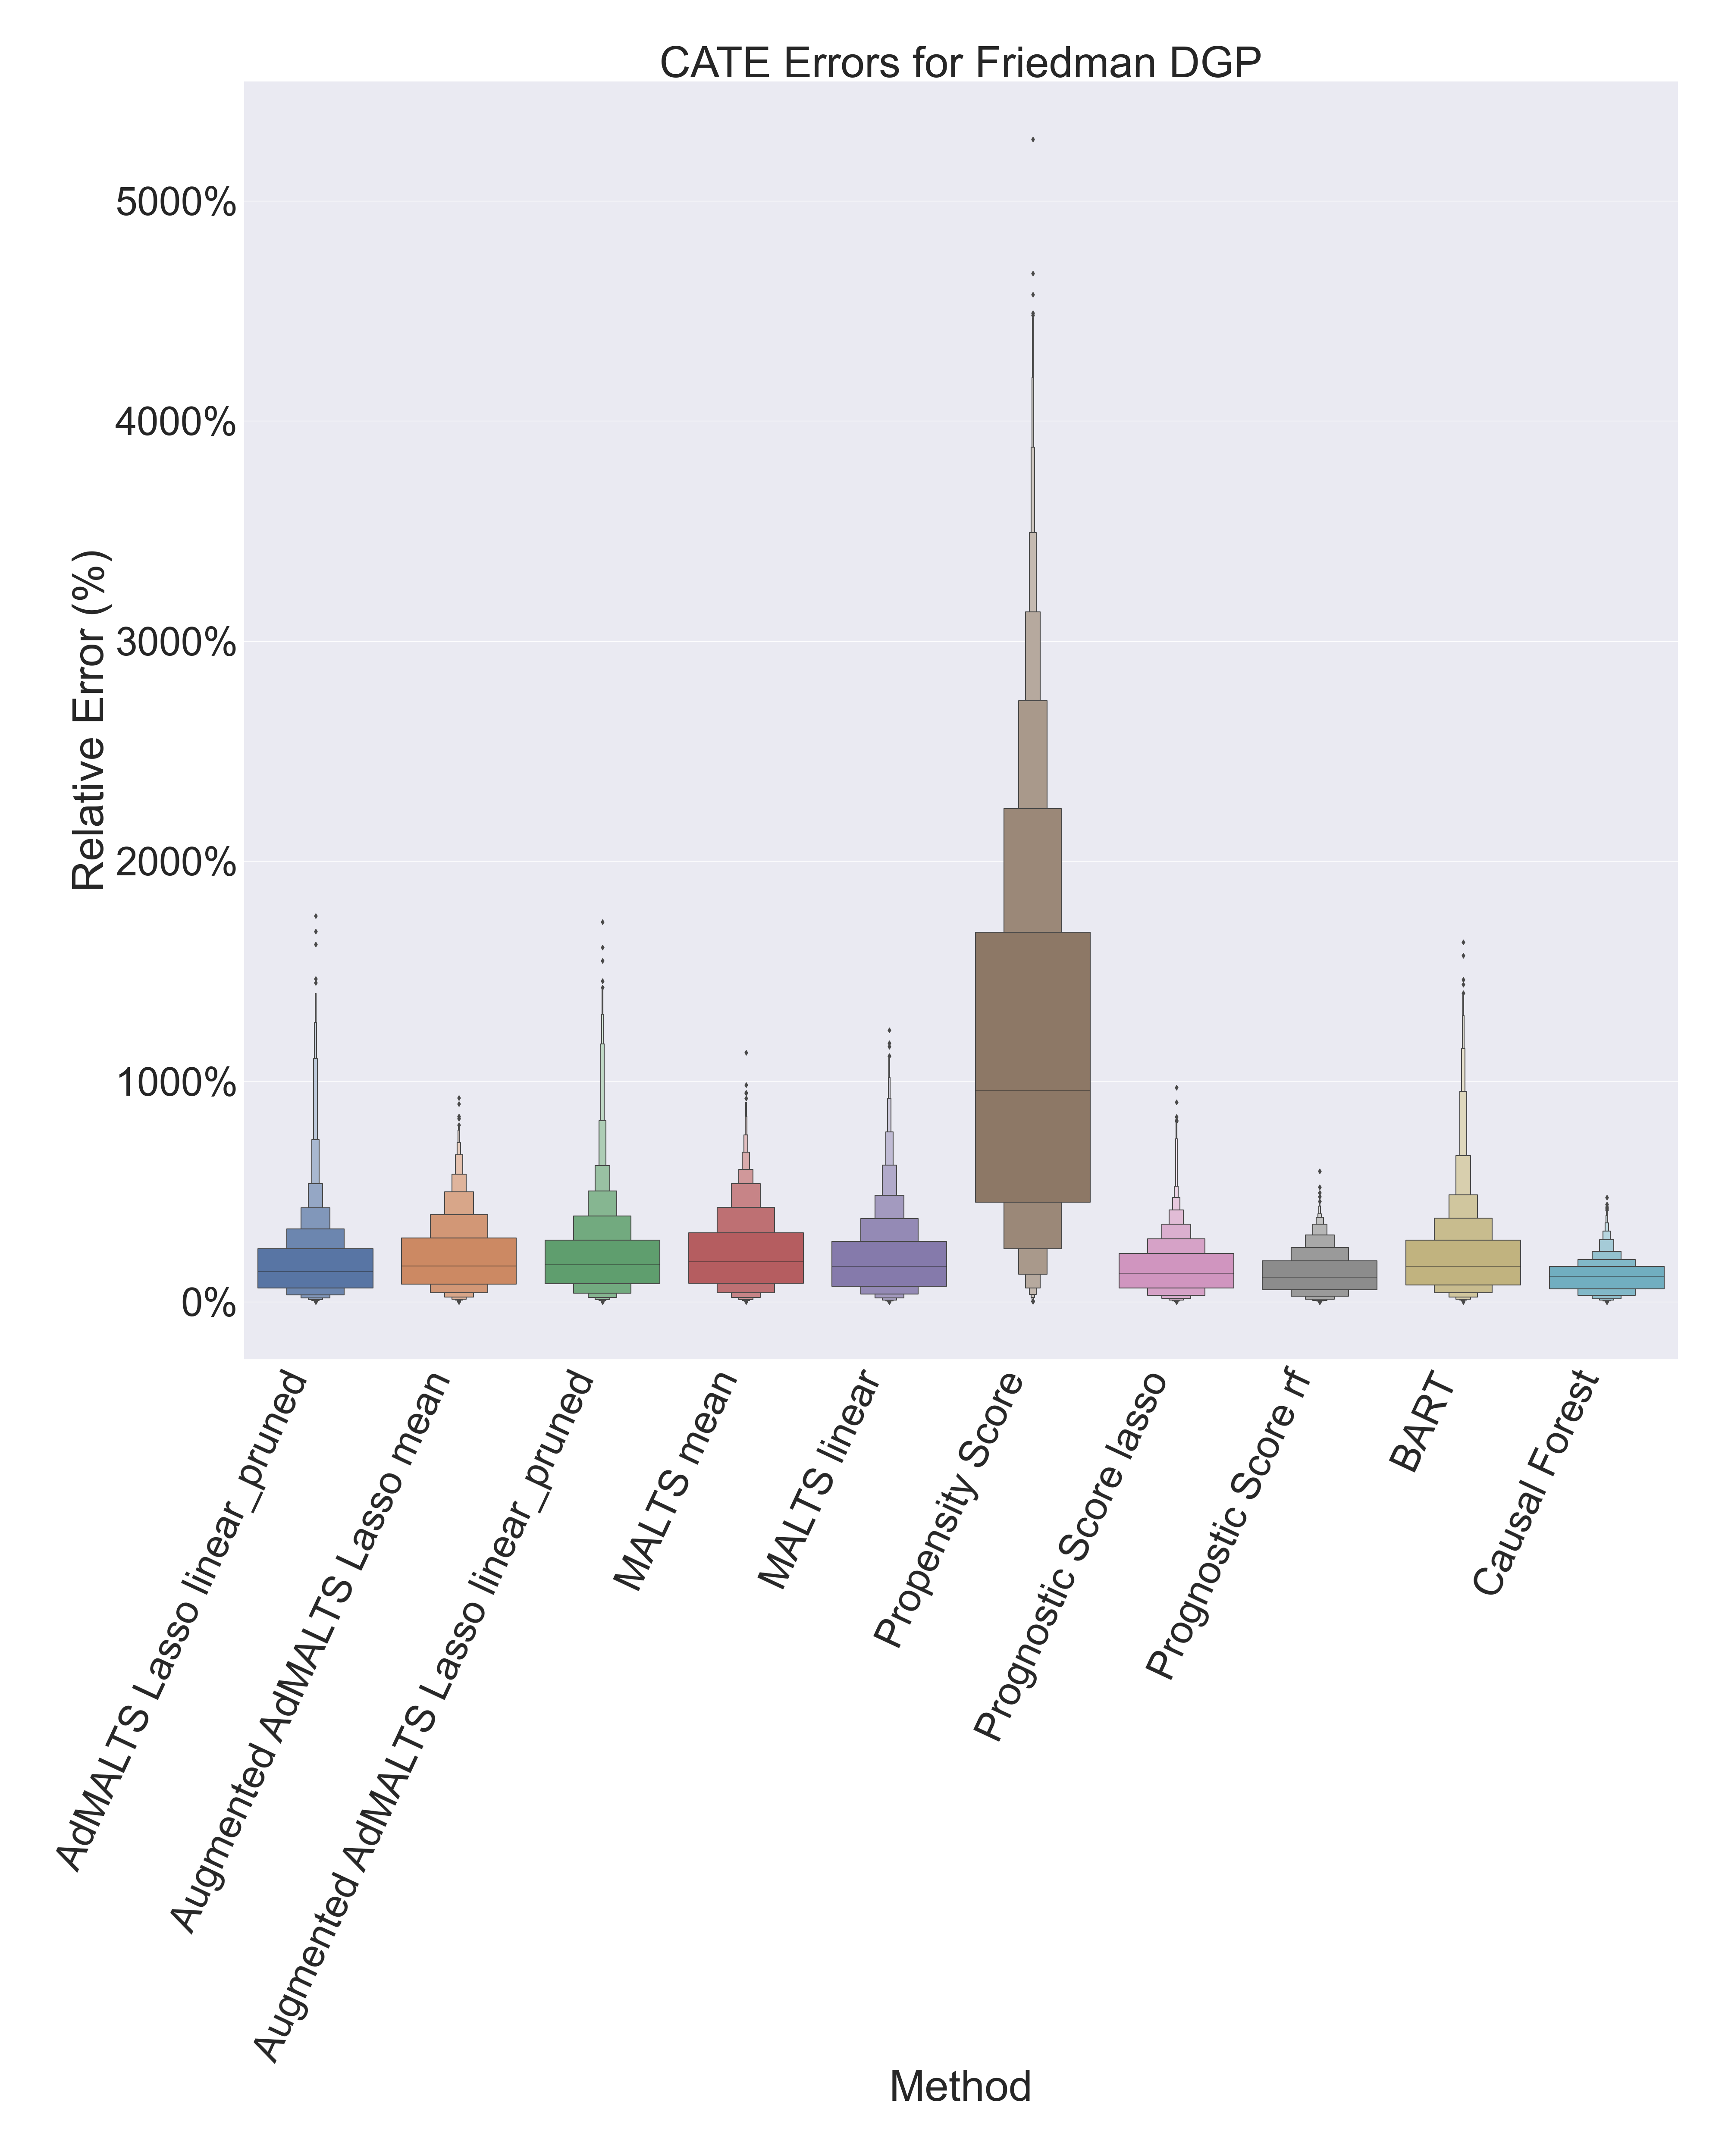 CATE Errors for Friedman DGP
Relative Error (%)
5000%
4000%
3000%
2000%
1000%
0%
AdMALTS Lasso linear_pruned
Augmented AdMALTS Lasso mean
Augmented AdMALTS Lasso linear_pruned
MALTS mean
MALTS linear
Propensity Score
Prognostic Score lasso
Prognostic Score rf
BART
Causal Forest
Method